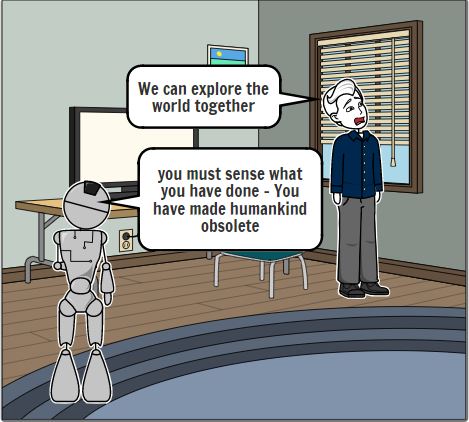 We can explore the
world together
you must sense what
you have done - You
have made humankind
obsolete